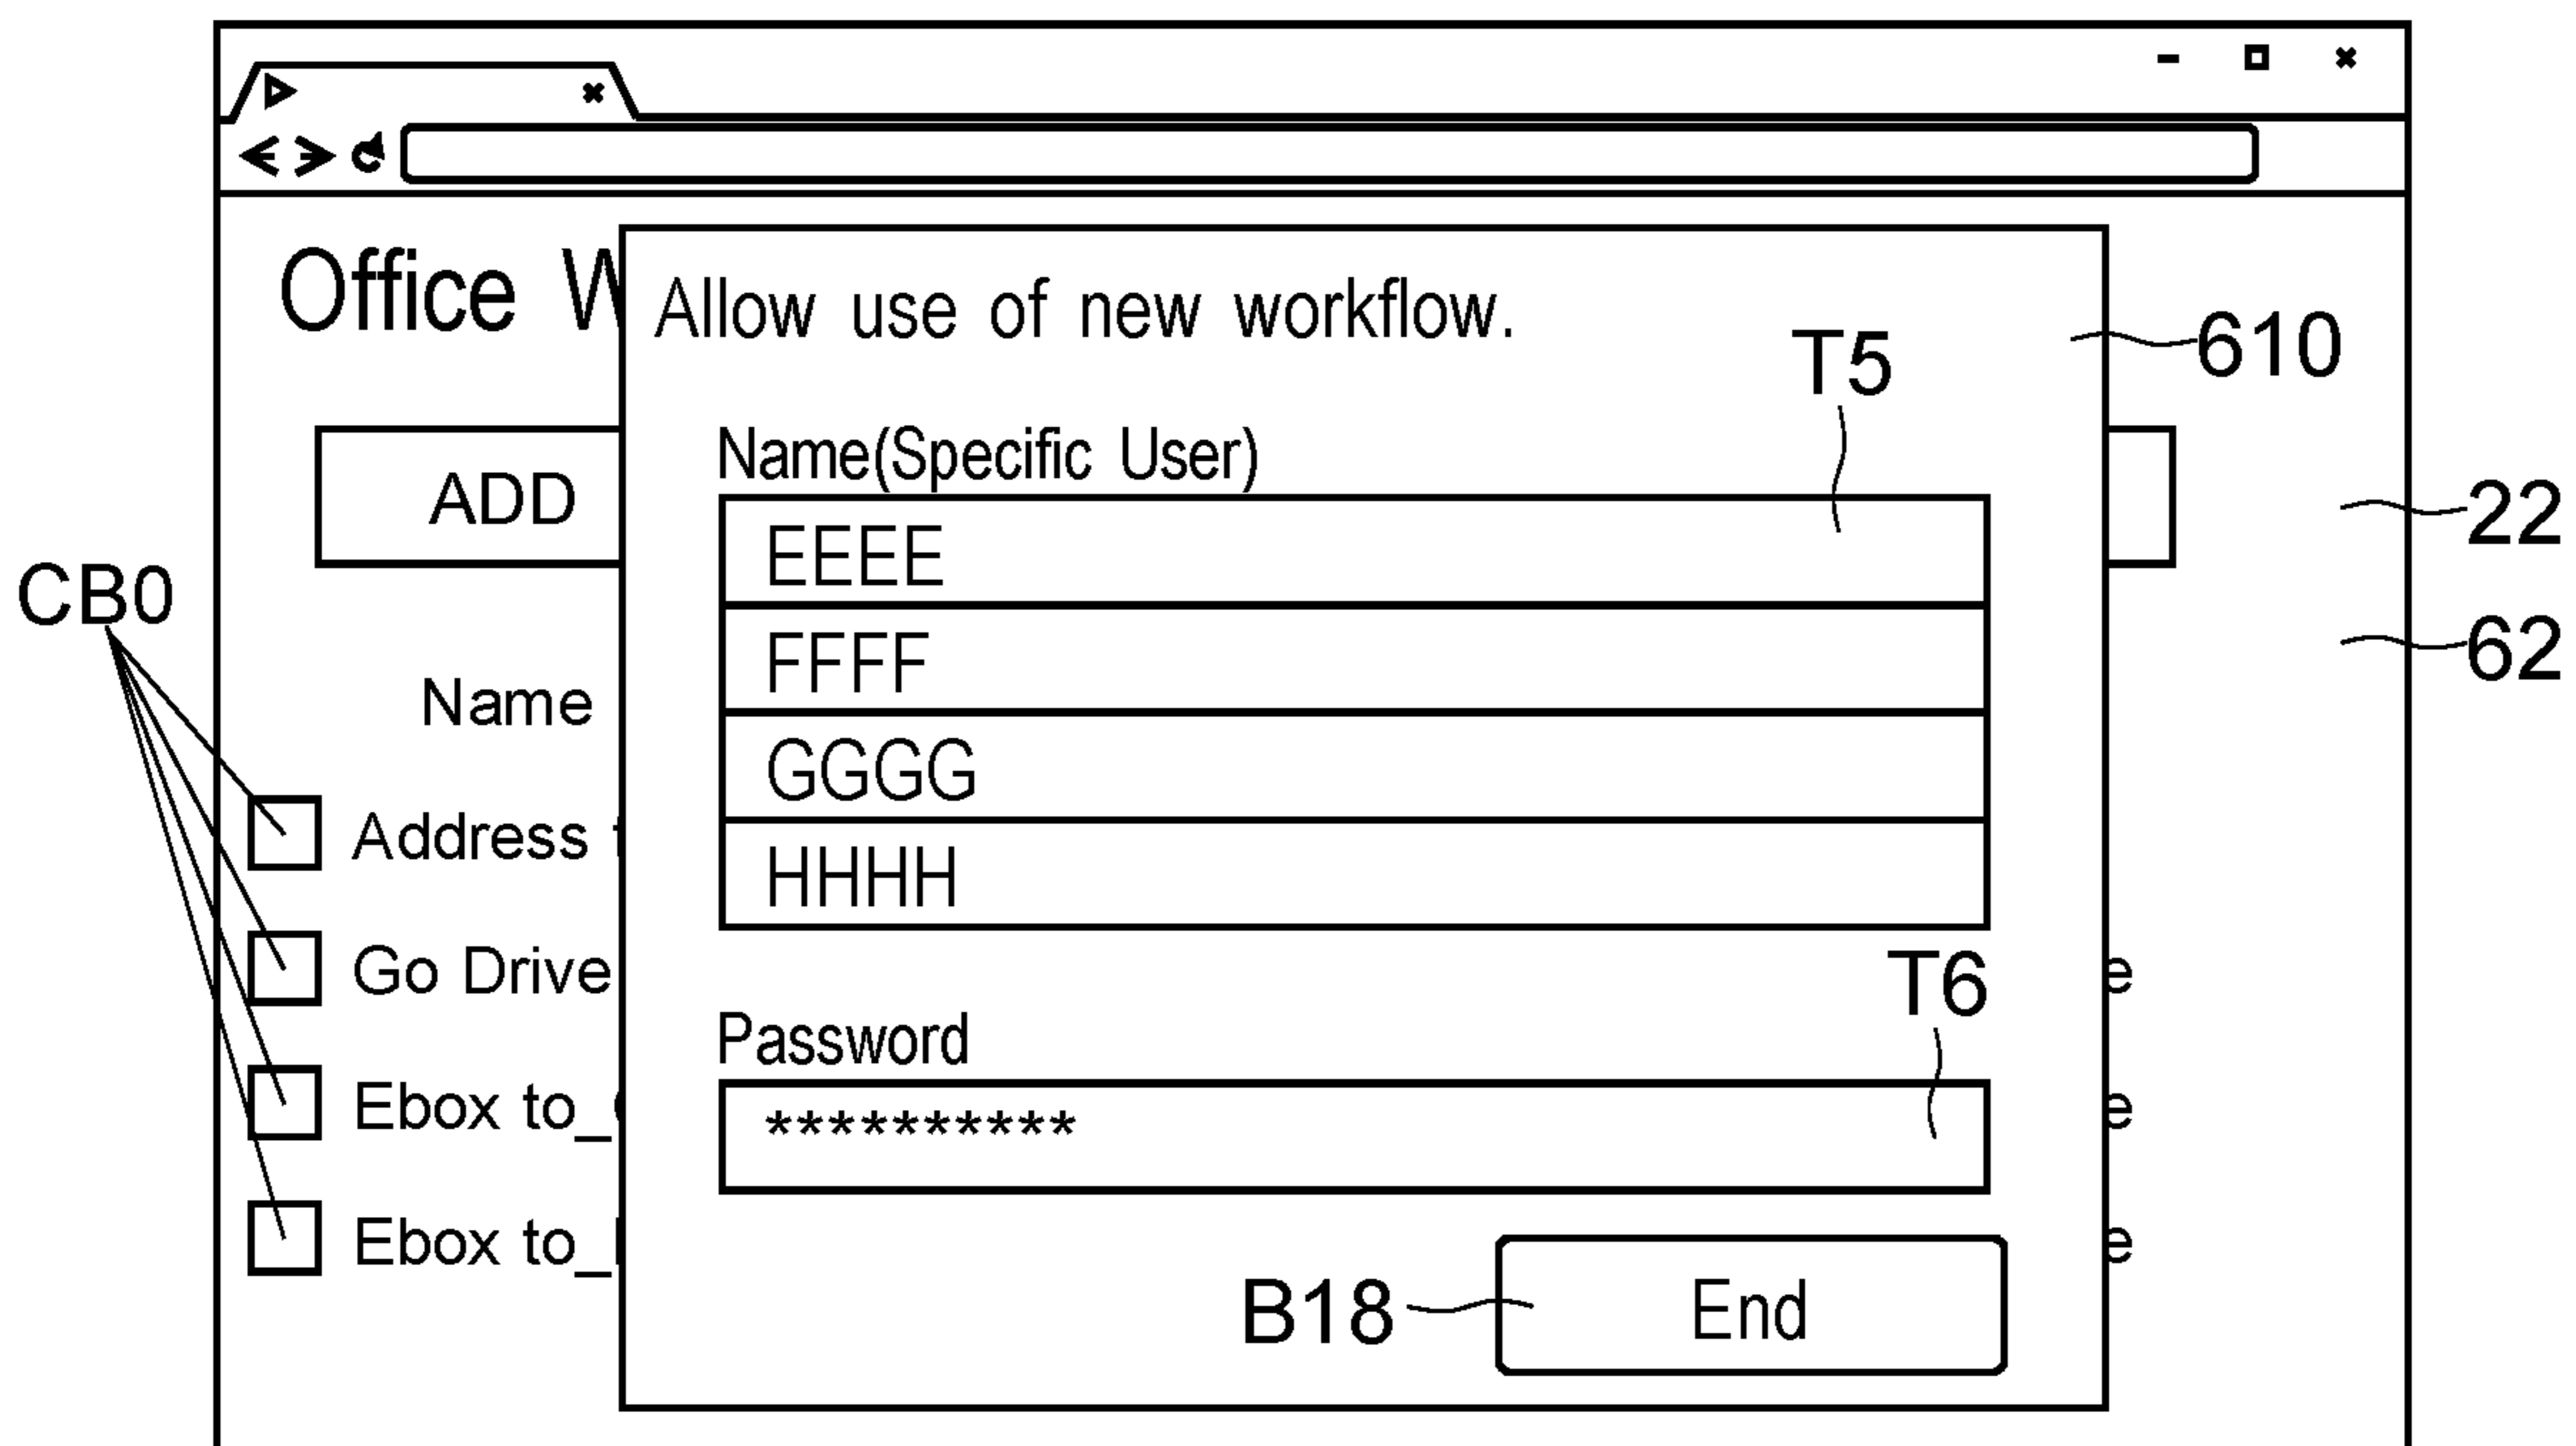 Office W
Allow use of new workflow.
T5
610
Name(Specific User)
ADD
EEEE
22
CB0
FFFF
62
Name
GGGG
Address
HHHH
Go Drive
T6
e
Password
Ebox to_
**********
e
Ebox to_
e
B18
End